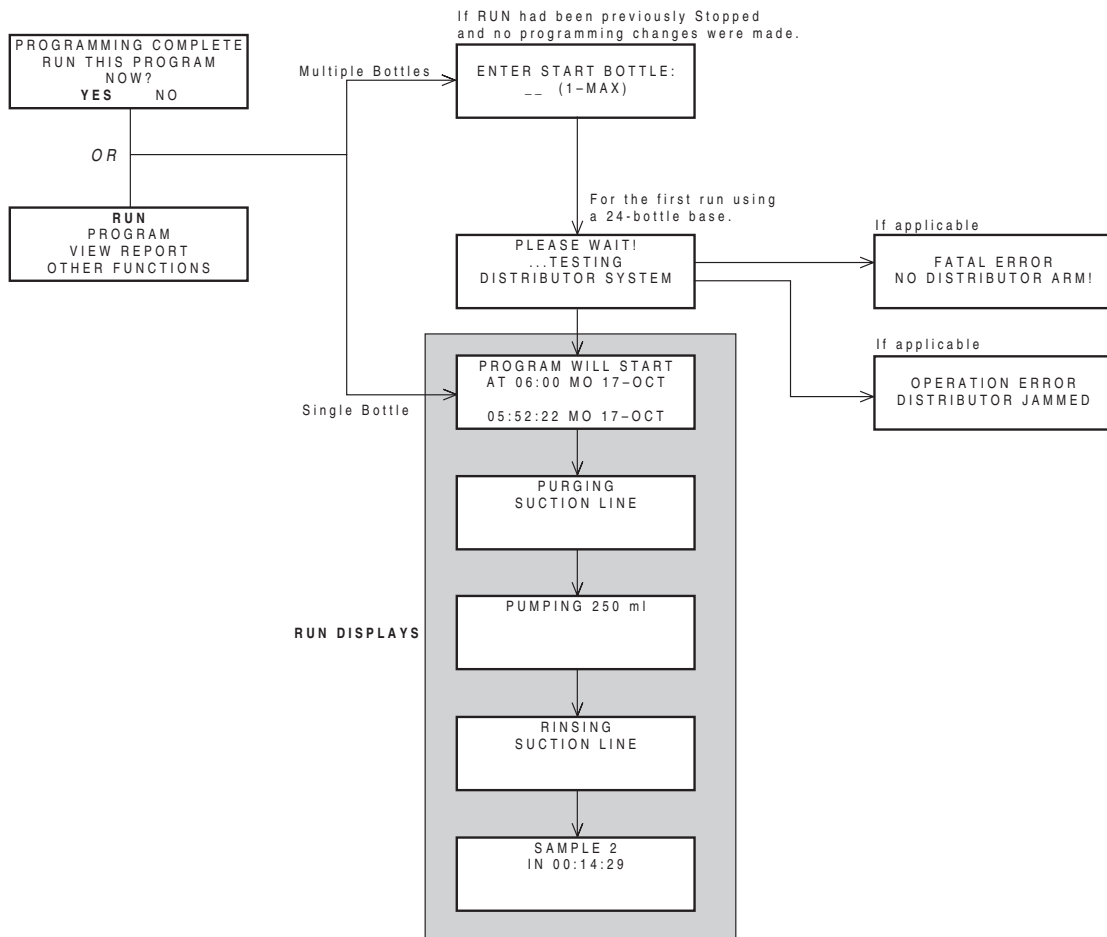 If RUN had been previously Stopped
and no programming changes were made.
PROGRAMMING COMPLETE
RUN THIS PROGRAM
NOW?
YES NO
Multiple Bottles
ENTER START BOTTLE:
__ (1–MAX)
OR
RUN
PROGRAM
VIEW REPORT
OTHER FUNCTIONS
For the first run using
a 24-bottle base.
PLEASE WAIT!
...TESTING
DISTRIBUTOR SYSTEM
If applicable
FATAL ERROR
NO DISTRIBUTOR ARM!
If applicable
OPERATION ERROR
DISTRIBUTOR JAMMED
Single Bottle
PROGRAM WILL START
AT 06:00 MO 17–OCT
05:52:22 MO 17–OCT
PURGING
SUCTION LINE
RUN DISPLAYS
PUMPING 250 ml
RINSING
SUCTION LINE
SAMPLE 2
IN 00:14:29